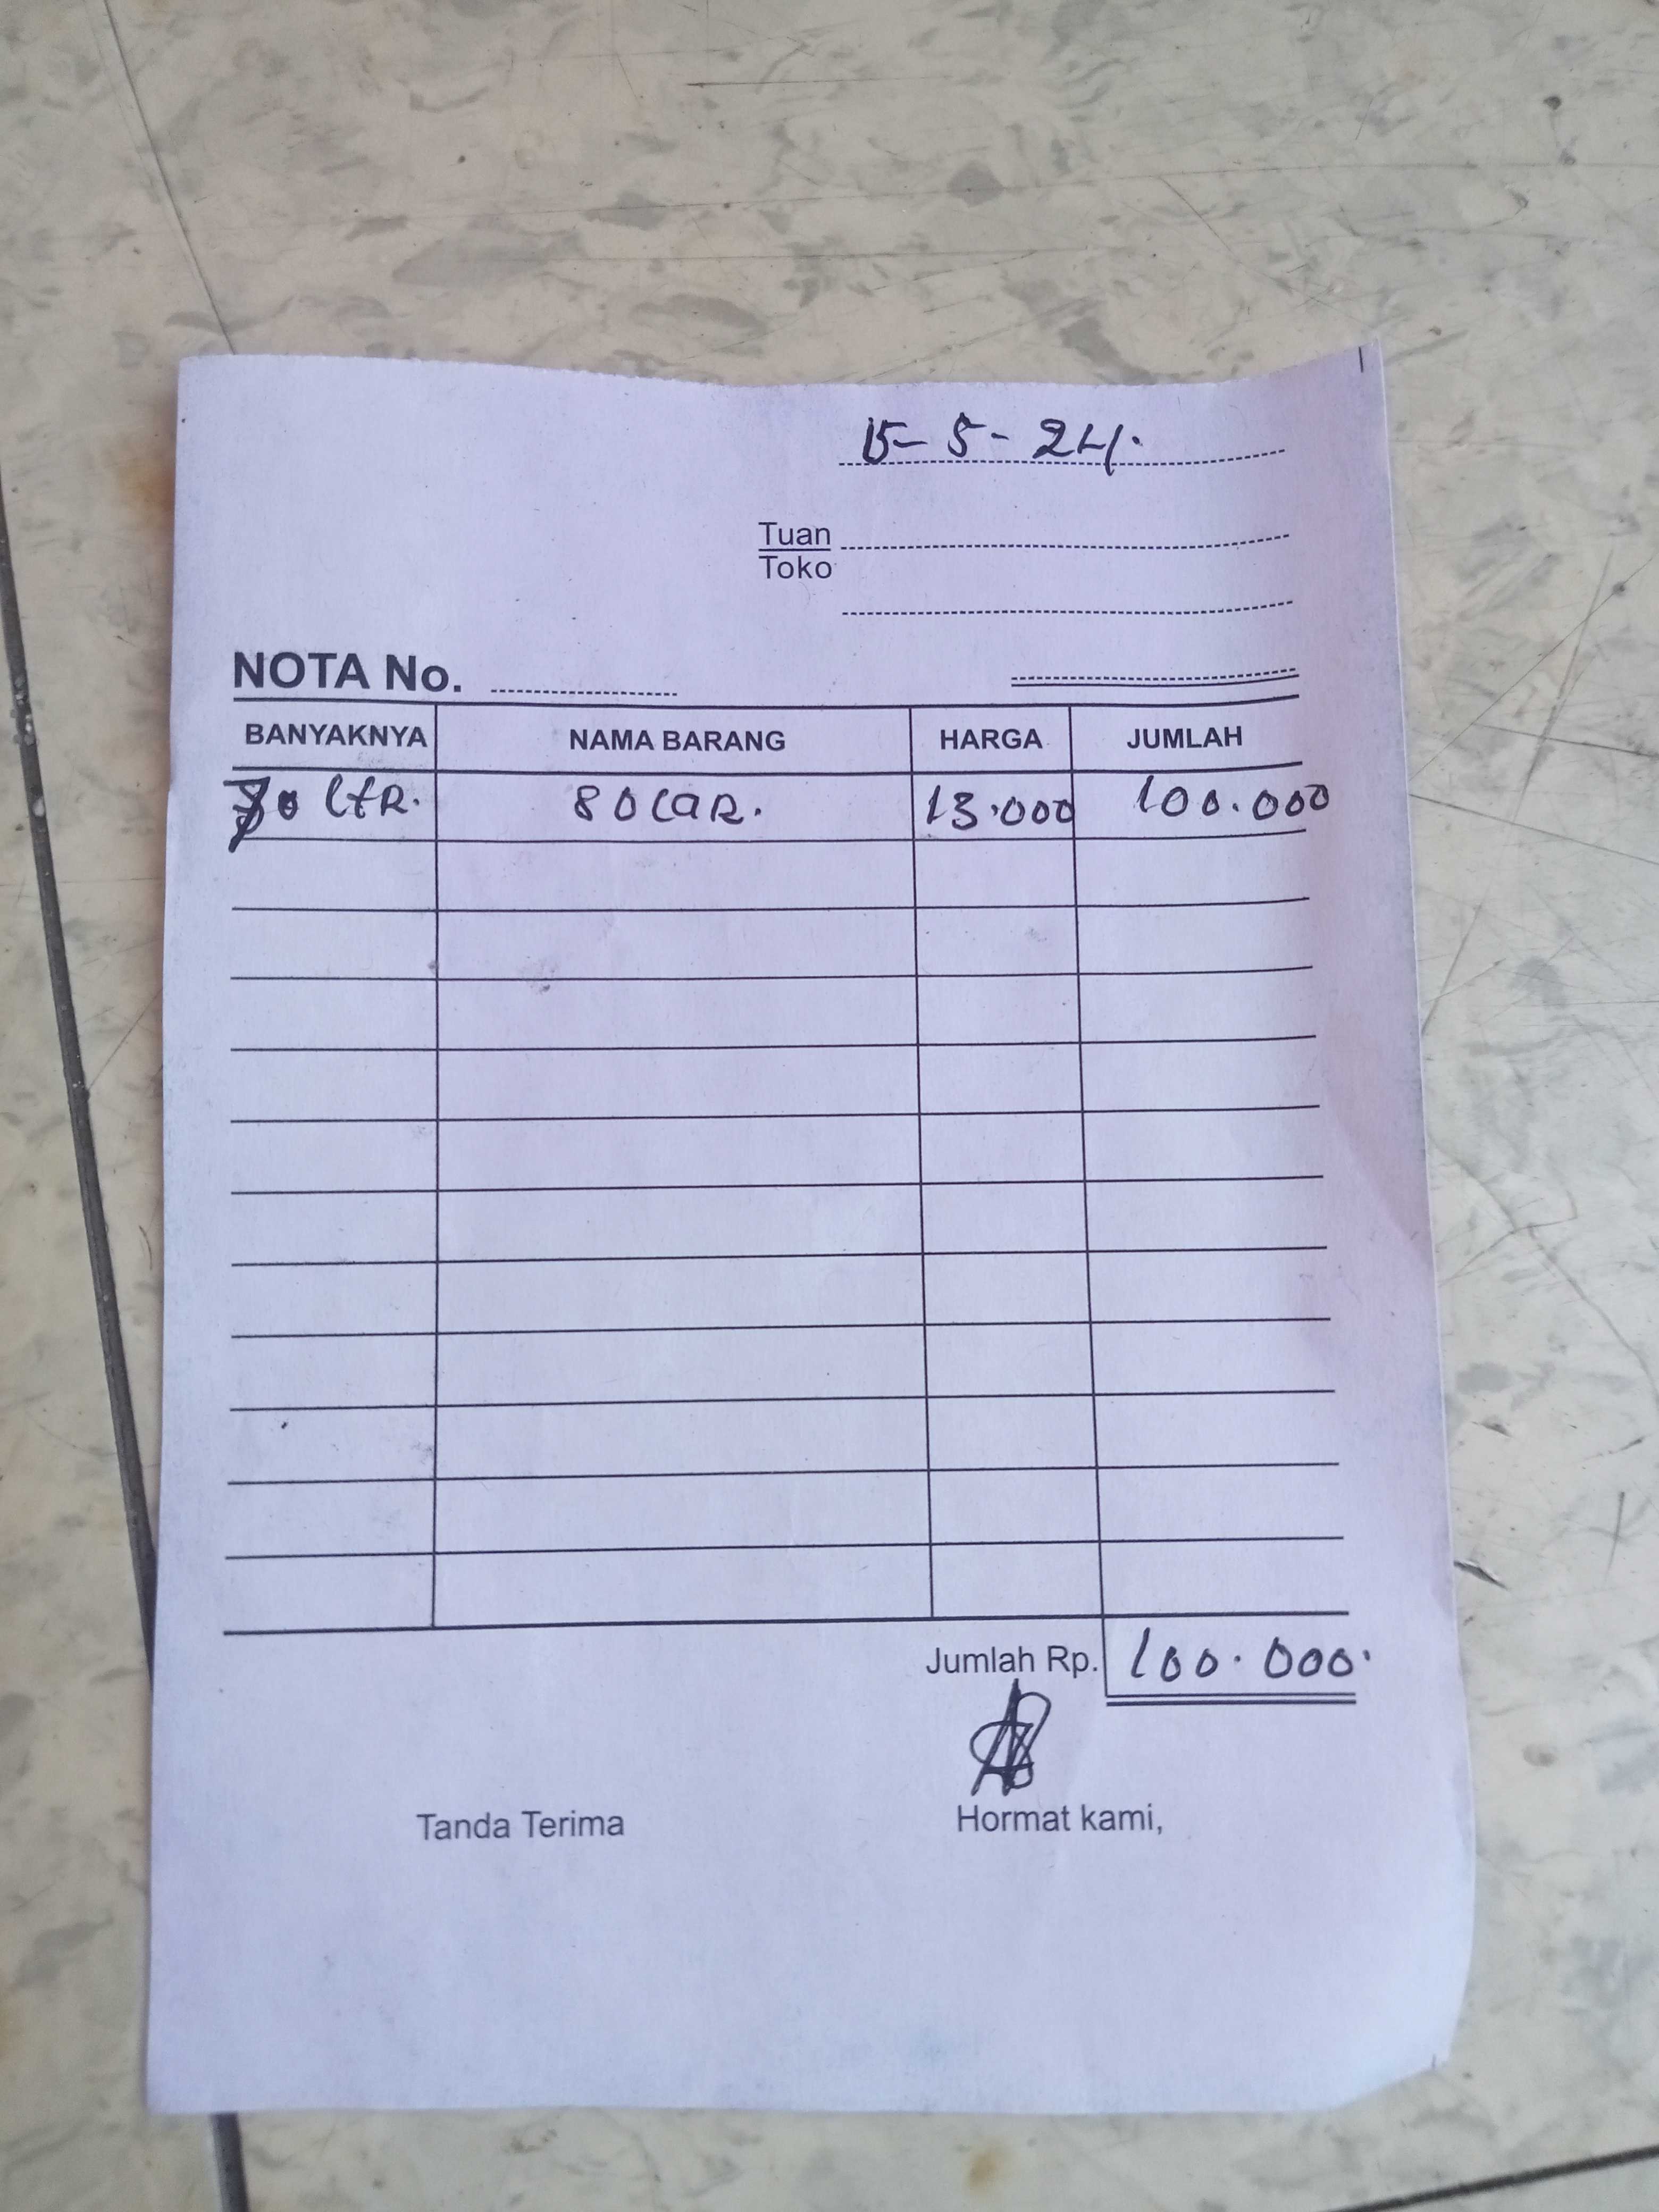 15-5-24.
Tuan
Toko
NOTA No.
BANYAKNYA NAMA BARANG HARGA JUMLAH
LtR. SOLAR. 13.000 100.000
Jumlah Rp. 100.000.
Tanda Terima Hormat kami,